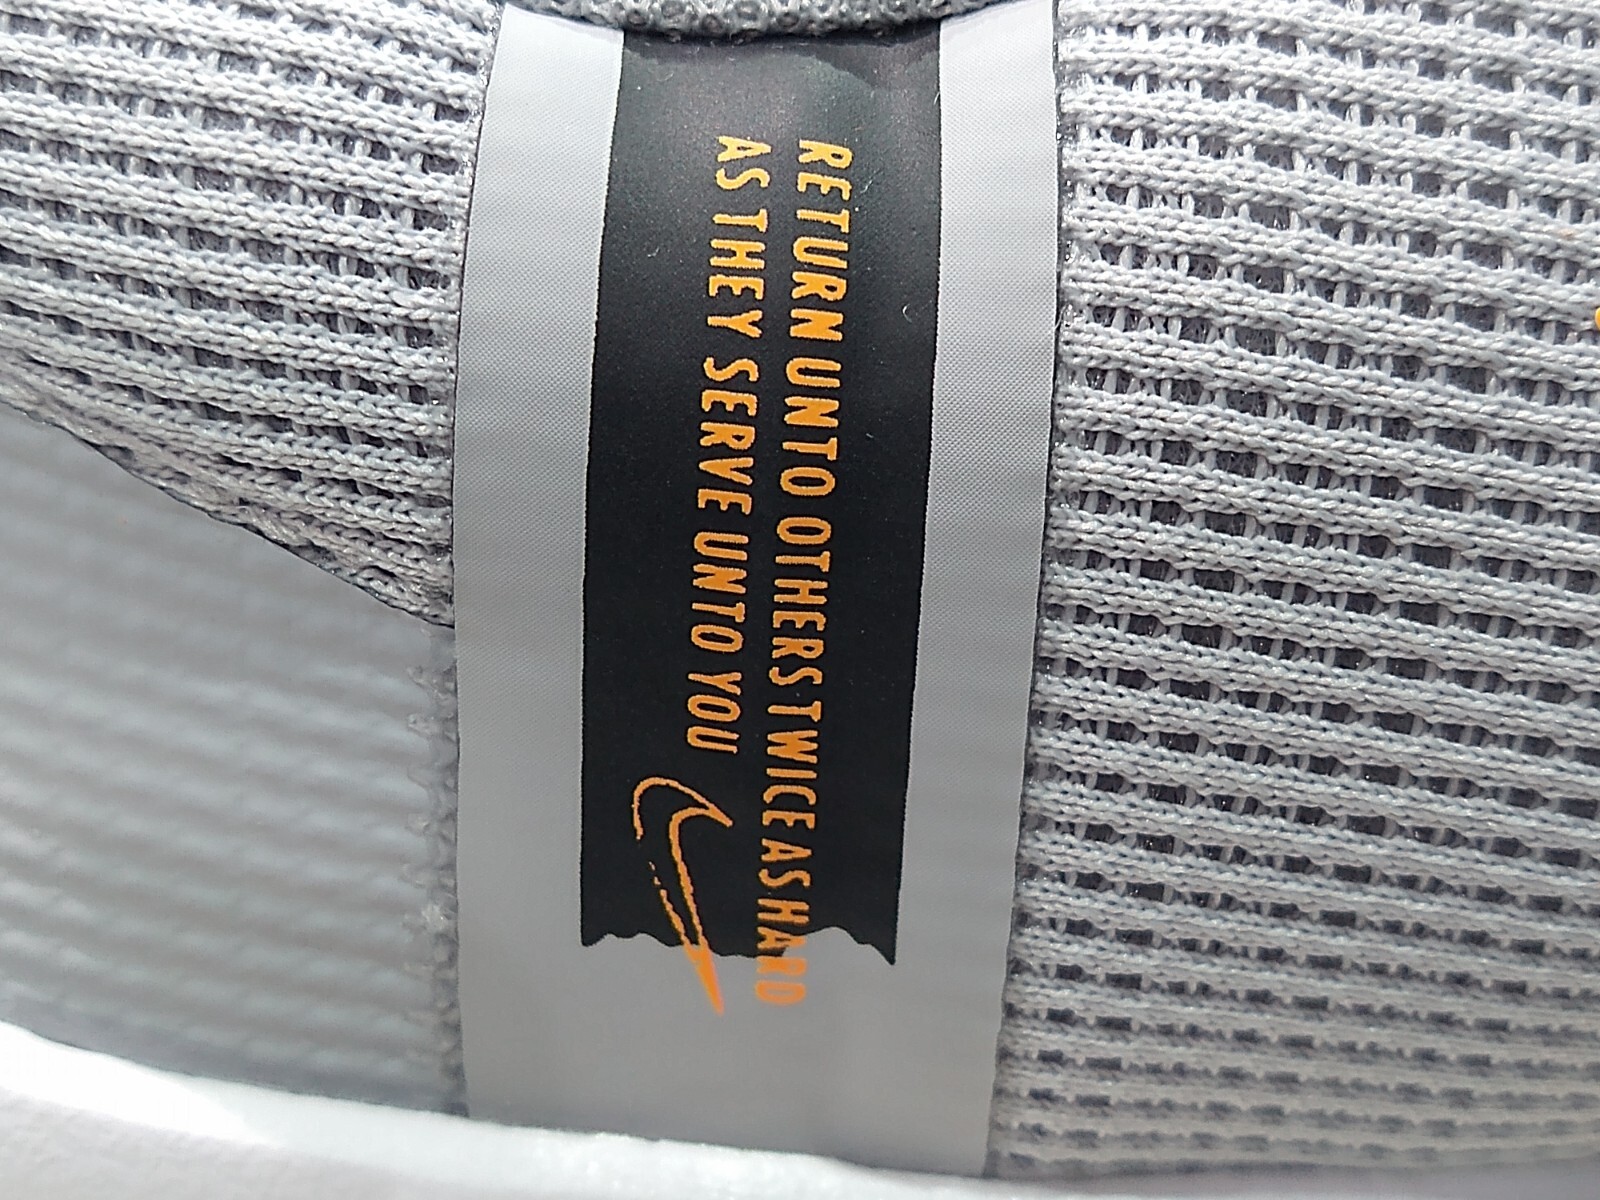 RETURN UNTO OTHERS TWICE AS HARD
AS THEY SERVE UNTO YOU